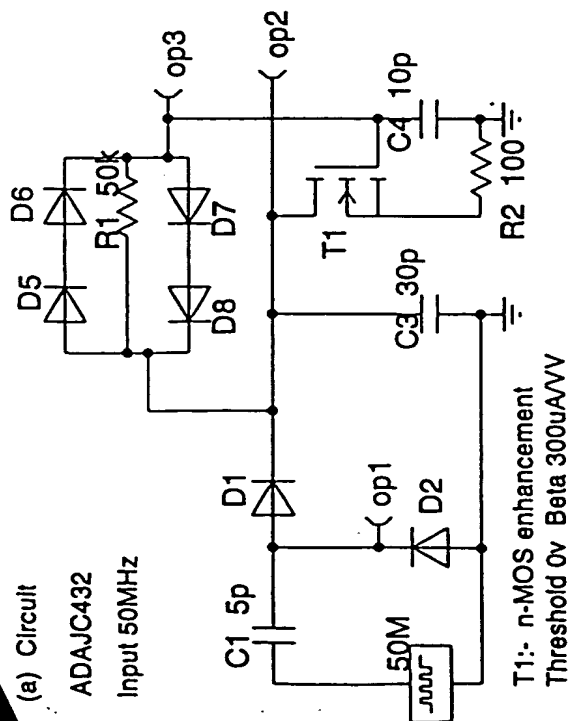 (a) Circuit
ADAJC432
Input 50MHz
D5
D6
R1
50k
D8
D7
op3
op2
D1
C1
5p
op1
D2
50M
C3
30p
T1
C4
10p
R2
100
T1:- n-MOS enhancement
Threshold 0v Beta 300uA/VV